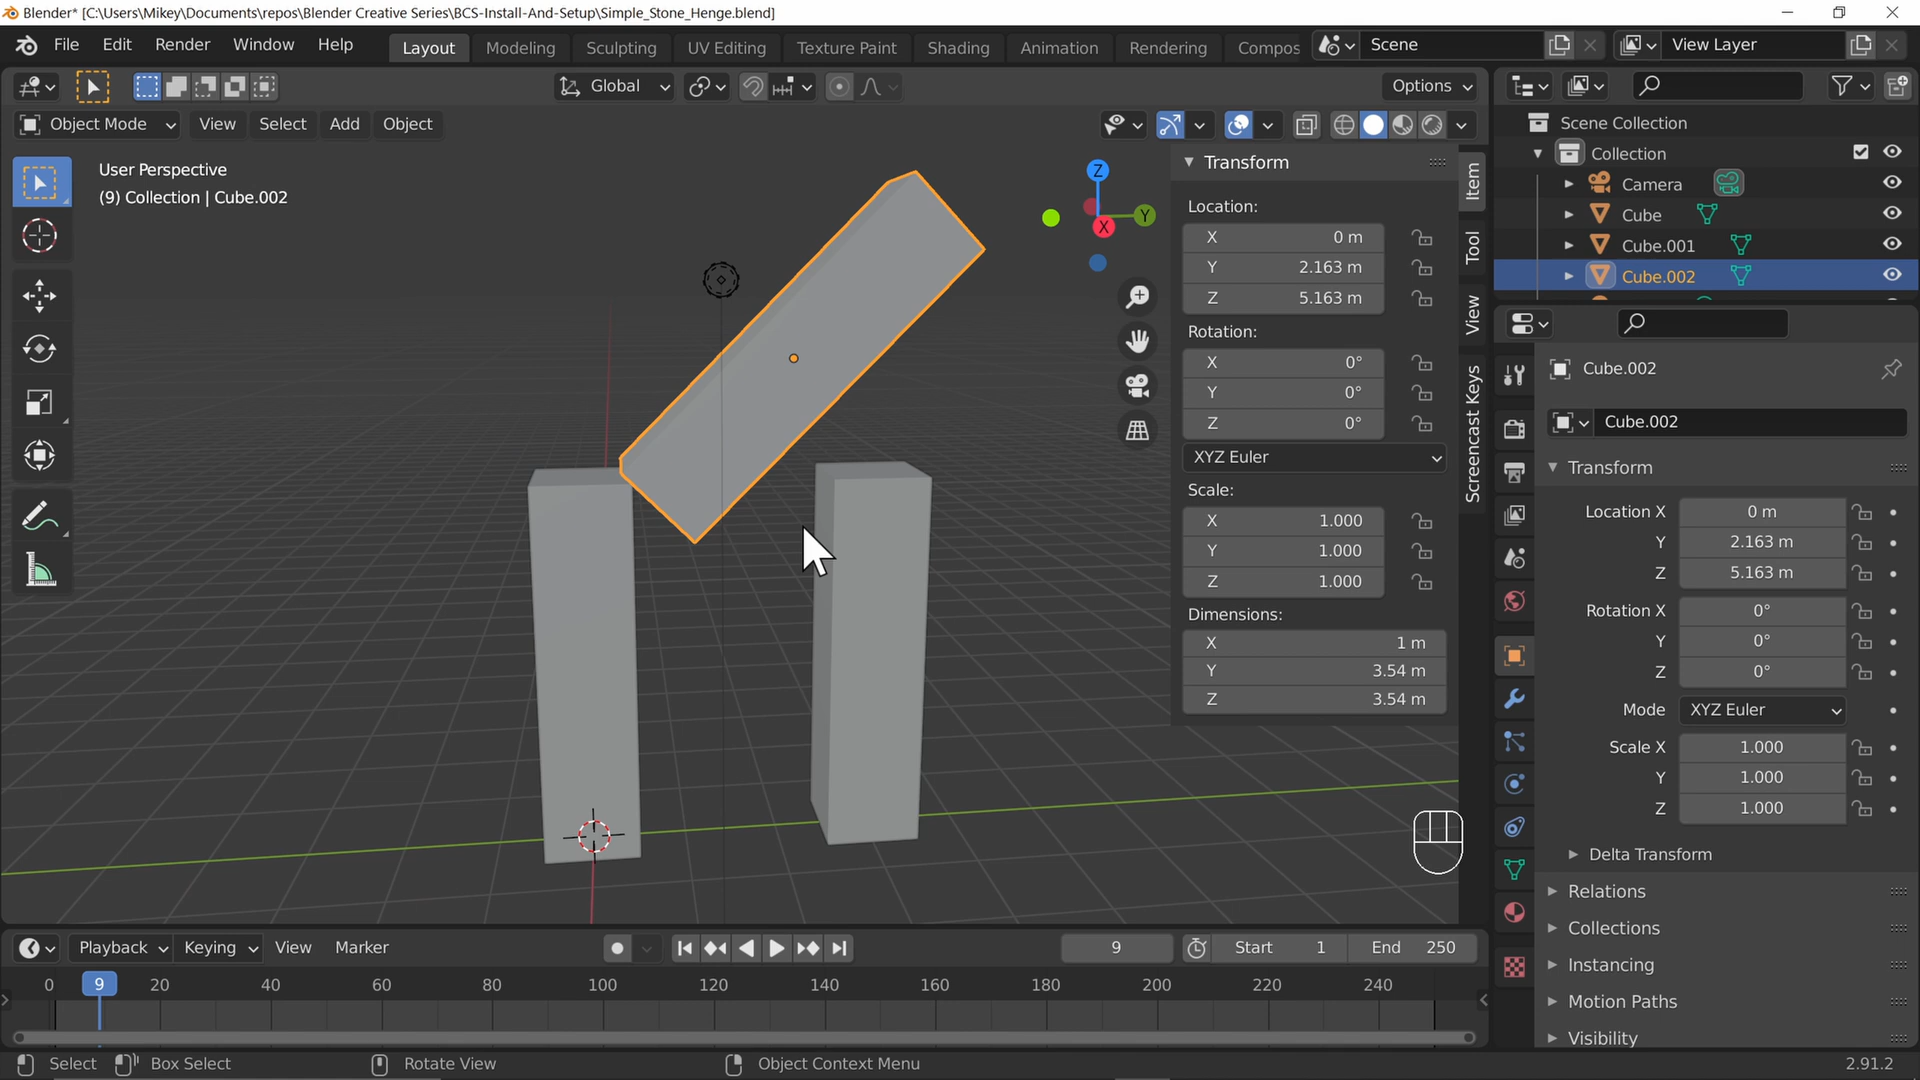 Blender* [C:\Users\Mikey\Documents\repos\Blender Creative Series\BCS-Install-And-Setup\Simple_Stone_Henge.blend]
File Edit Render Window Help Layout Modeling Sculpting UV Editing Texture Paint Shading Animation Rendering Compos Scene View Layer
Global Options
Object Mode View Select Add Object
User Perspective
(9) Collection | Cube.002
Z
Y
X
Transform
Location:
X 0 m
Y 2.163 m
Z 5.163 m
Rotation:
X 0°
Y 0°
Z 0°
XYZ Euler
Scale:
X 1.000
Y 1.000
Z 1.000
Dimensions:
X 1 m
Y 3.54 m
Z 3.54 m
Item
Tool
View
Screencast Keys
Scene Collection
Collection
Camera
Cube
Cube.001
Cube.002
Cube.002
Cube.002
Transform
Location X 0 m
Y 2.163 m
Z 5.163 m
Rotation X 0°
Y 0°
Z 0°
Mode XYZ Euler
Scale X 1.000
Y 1.000
Z 1.000
Delta Transform
Relations
Collections
Instancing
Motion Paths
Visibility
Playback Keying View Marker 9 Start 1 End 250
0 9 20 40 60 80 100 120 140 160 180 200 220 240
Select Box Select Rotate View Object Context Menu 2.91.2